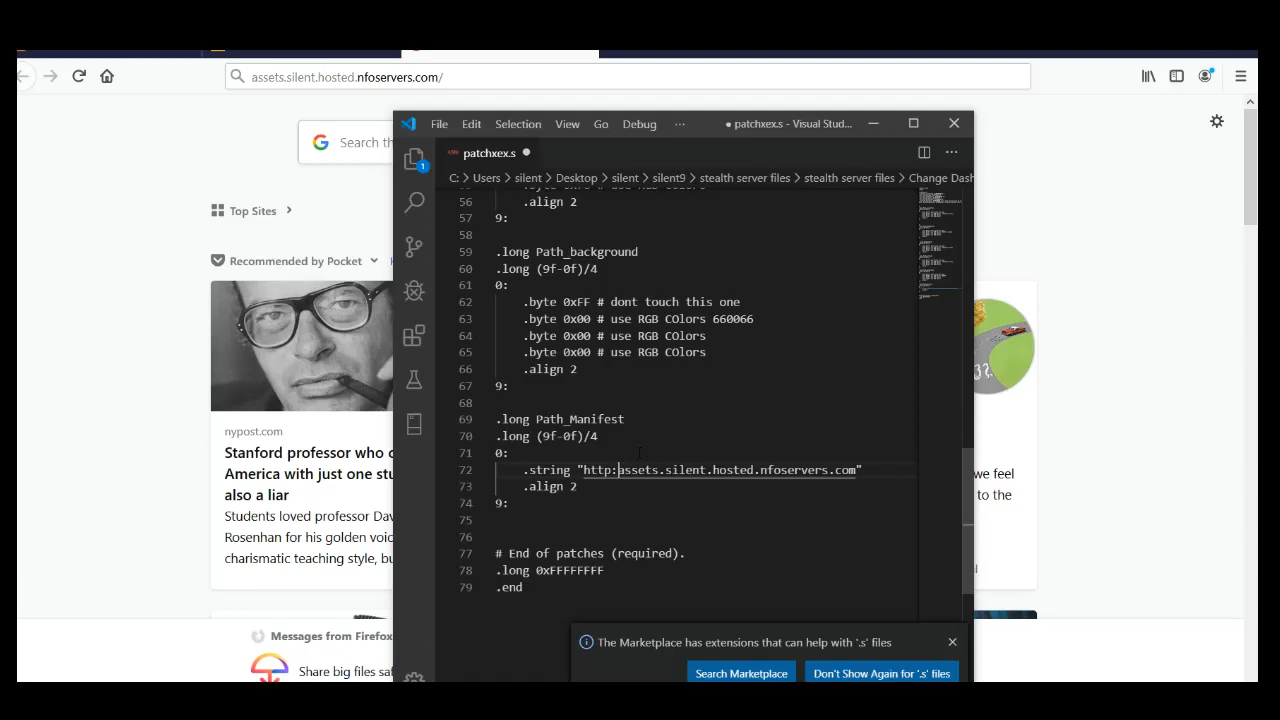 assets.silent.hosted.nfoservers.com/
File Edit Selection View Go Debug ··· ● patchxex.s - Visual Stud...
Search th
patchxex.s ●
C: > Users > silent > Desktop > silent > silent9 > stealth server files > stealth server files > Change Dash
1
56 .align 2
57 9:
58
59 .long Path_background
60 .long (9f-0f)/4
61 0:
62 .byte 0xFF # dont touch this one
63 .byte 0x00 # use RGB COlors 660066
64 .byte 0x00 # use RGB COlors
65 .byte 0x00 # use RGB COlors
66 .align 2
67 9:
68
69 .long Path_Manifest
70 .long (9f-0f)/4
71 0:
72 .string "http:assets.silent.hosted.nfoservers.com"
73 .align 2
74 9:
75
76
77 # End of patches (required).
78 .long 0xFFFFFFFF
79 .end
The Marketplace has extensions that can help with '.s' files
Search Marketplace
Don't Show Again for '.s' files
Top Sites
Recommended by Pocket
nypost.com
Stanford professor who c
America with just one stu
also a liar
Students loved professor Dav
Rosenhan for his golden voic
charismatic teaching style, bu
we feel
to the
Messages from Firefox
Share big files saf